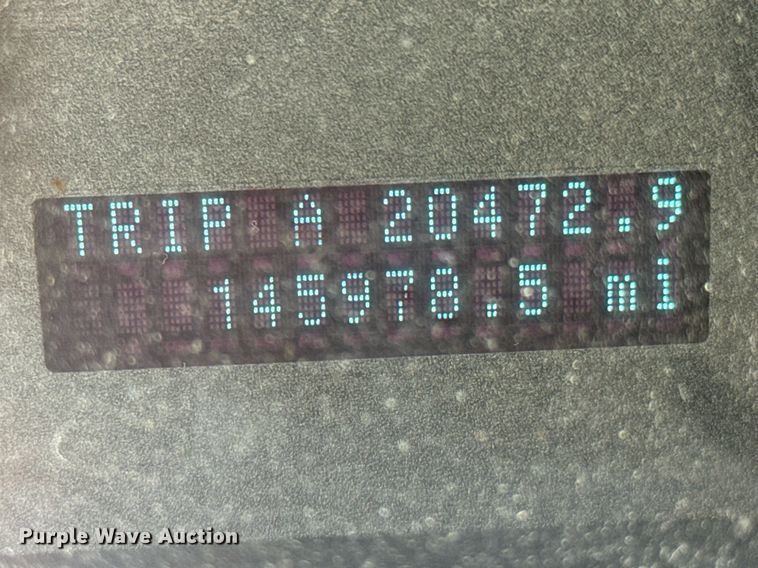 TRIP A 20472.9
145978.5 mi
Purple Wave Auction